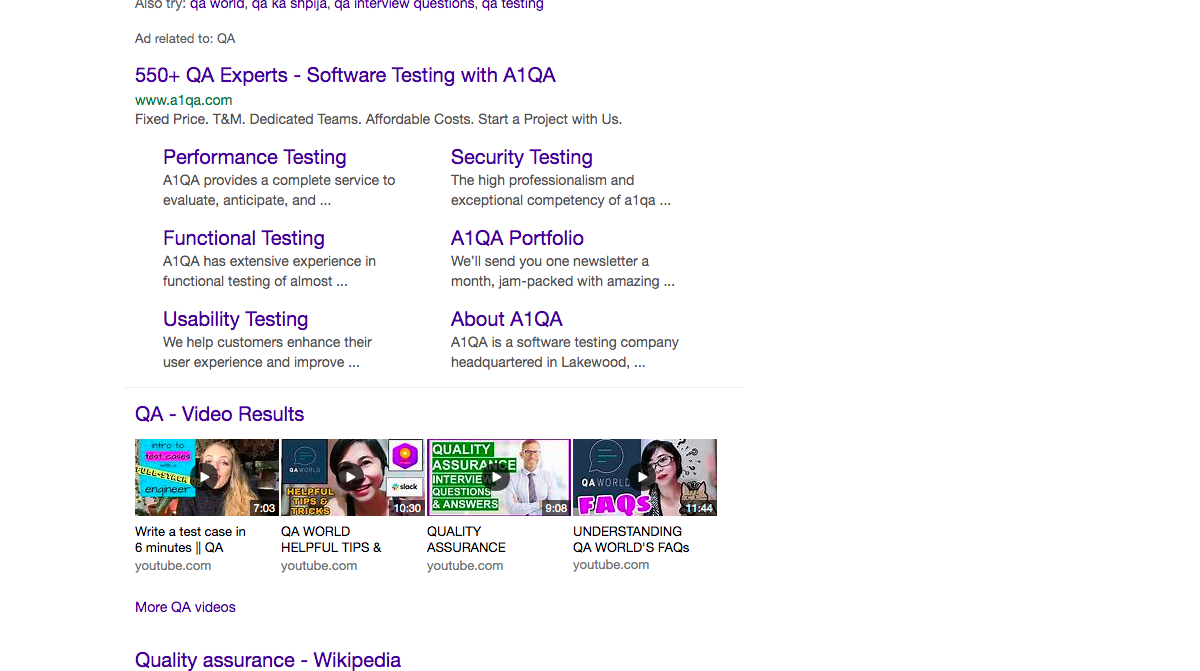 Also try: qa world, qa ka shpija, qa interview questions, qa testing
Ad related to: QA
550+ QA Experts - Software Testing with A1QA
www.a1qa.com
Fixed Price. T&M. Dedicated Teams. Affordable Costs. Start a Project with Us.
Performance Testing
A1QA provides a complete service to
evaluate, anticipate, and ...
Security Testing
The high professionalism and
exceptional competency of a1qa ...
Functional Testing
A1QA has extensive experience in
functional testing of almost ...
A1QA Portfolio
We'll send you one newsletter a
month, jam-packed with amazing ...
Usability Testing
We help customers enhance their
user experience and improve ...
About A1QA
A1QA is a software testing company
headquartered in Lakewood, ...
QA - Video Results
intro to
test cases
with a
FULL-STACK
engineer
7:03
Write a test case in
6 minutes || QA
youtube.com
QA WORLD
HELPFUL
TIPS &
TRICKS
slack
10:30
QA WORLD
HELPFUL TIPS &
youtube.com
QUALITY
ASSURANCE
INTERVIEW
QUESTIONS
& ANSWERS
9:08
QUALITY
ASSURANCE
youtube.com
QA WORLD
FAQs
11:44
UNDERSTANDING
QA WORLD'S FAQs
youtube.com
More QA videos
Quality assurance - Wikipedia